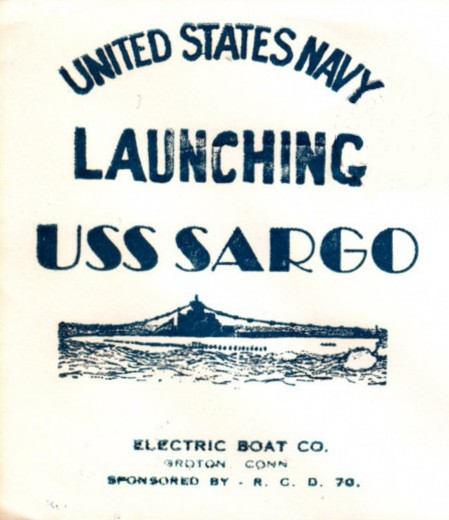 UNITED STATES NAVY
LAUNCHING
USS SARGO
ELECTRIC BOAT CO.
GROTON CONN
SPONSORED BY - R. C. D. 70.